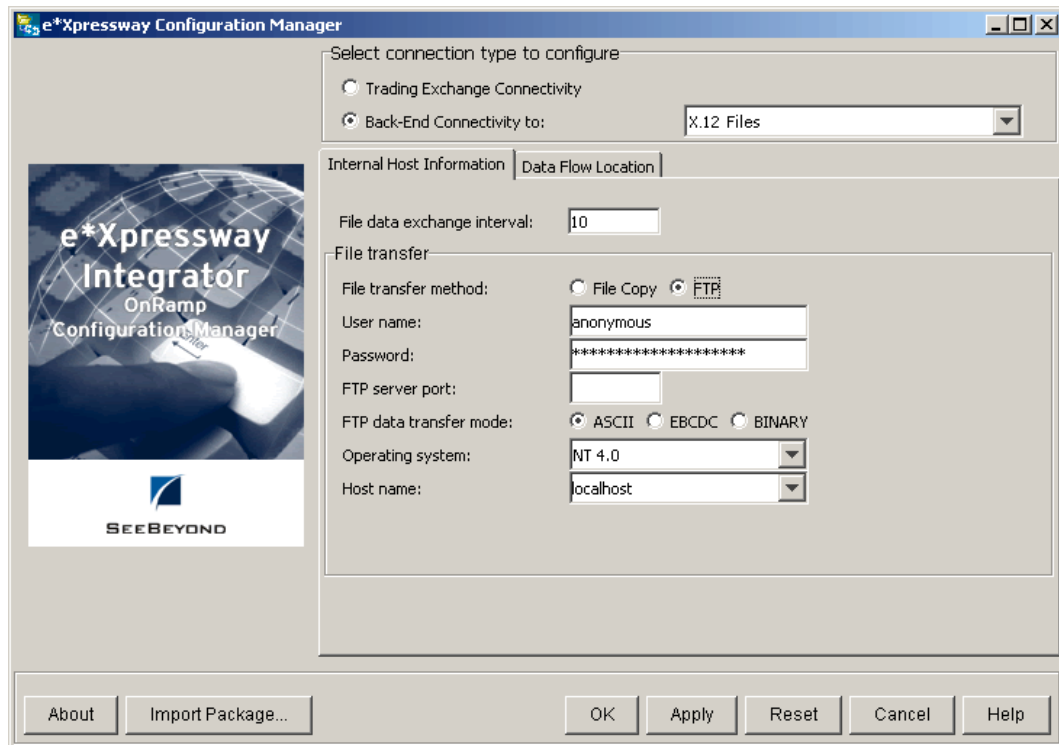 e*Xpressway Configuration Manager
Select connection type to configure
Trading Exchange Connectivity
Back-End Connectivity to:
X.12 Files
Internal Host Information
Data Flow Location
File data exchange interval:
10
File transfer
File transfer method:
File Copy
FTP
User name:
anonymous
Password:
********************
FTP server port:
FTP data transfer mode:
ASCII
EBCDC
BINARY
Operating system:
NT 4.0
Host name:
localhost
e*Xpressway
Integrator
OnRamp
Configuration Manager
Enter
SEEBEYOND
About
Import Package...
OK
Apply
Reset
Cancel
Help